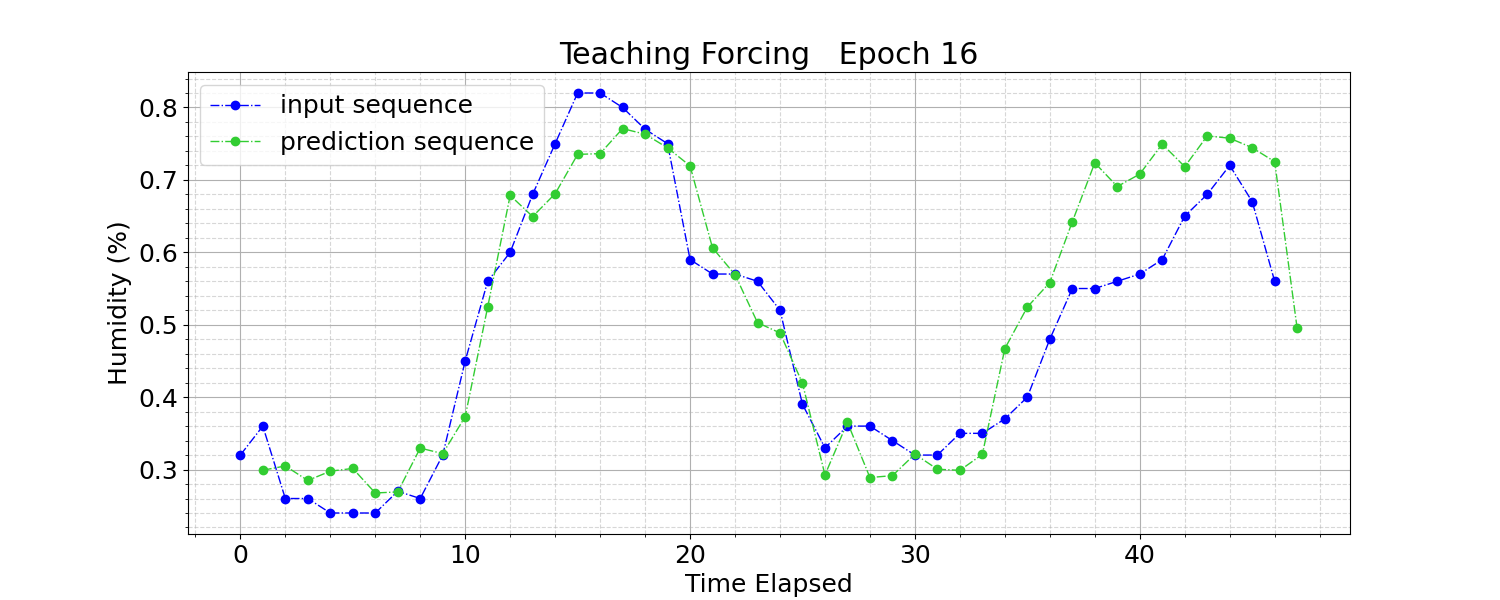 Teaching Forcing   Epoch 16
input sequence
prediction sequence
Humidity (%)
0.8
0.7
0.6
0.5
0.4
0.3
0 10 20 30 40
Time Elapsed